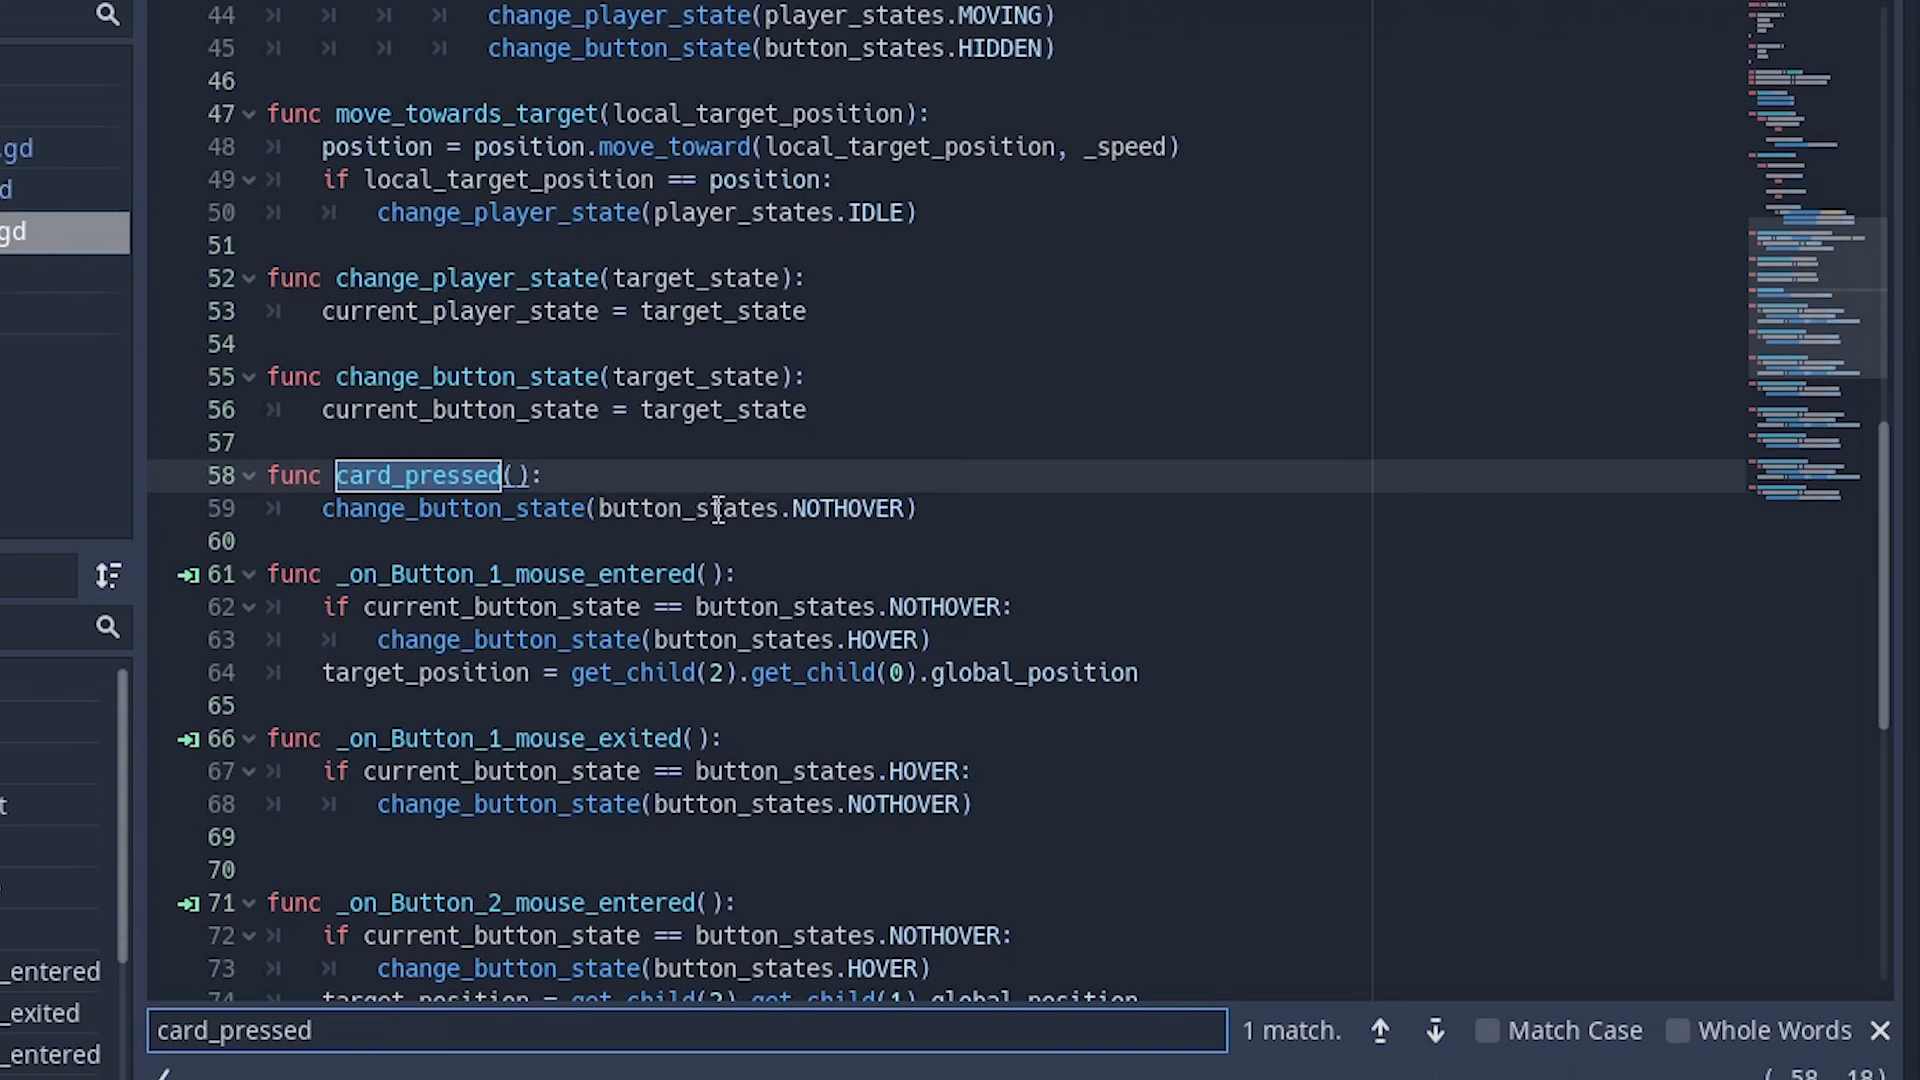 44 change_player_state(player_states.MOVING)
45 change_button_state(button_states.HIDDEN)
46
47 func move_towards_target(local_target_position):
48 position = position.move_toward(local_target_position, _speed)
49 if local_target_position == position:
50 change_player_state(player_states.IDLE)
51
52 func change_player_state(target_state):
53 current_player_state = target_state
54
55 func change_button_state(target_state):
56 current_button_state = target_state
57
58 func card_pressed():
59 change_button_state(button_states.NOTHOVER)
60
61 func _on_Button_1_mouse_entered():
62 if current_button_state == button_states.NOTHOVER:
63 change_button_state(button_states.HOVER)
64 target_position = get_child(2).get_child(0).global_position
65
66 func _on_Button_1_mouse_exited():
67 if current_button_state == button_states.HOVER:
68 change_button_state(button_states.NOTHOVER)
69
70
71 func _on_Button_2_mouse_entered():
72 if current_button_state == button_states.NOTHOVER:
73 change_button_state(button_states.HOVER)
74 target_position = get_child(2).get_child(1).global_position
.gd
d
gd
t
_entered
_exited
_entered
card_pressed
1 match.
Match Case
Whole Words
( 58, 18)